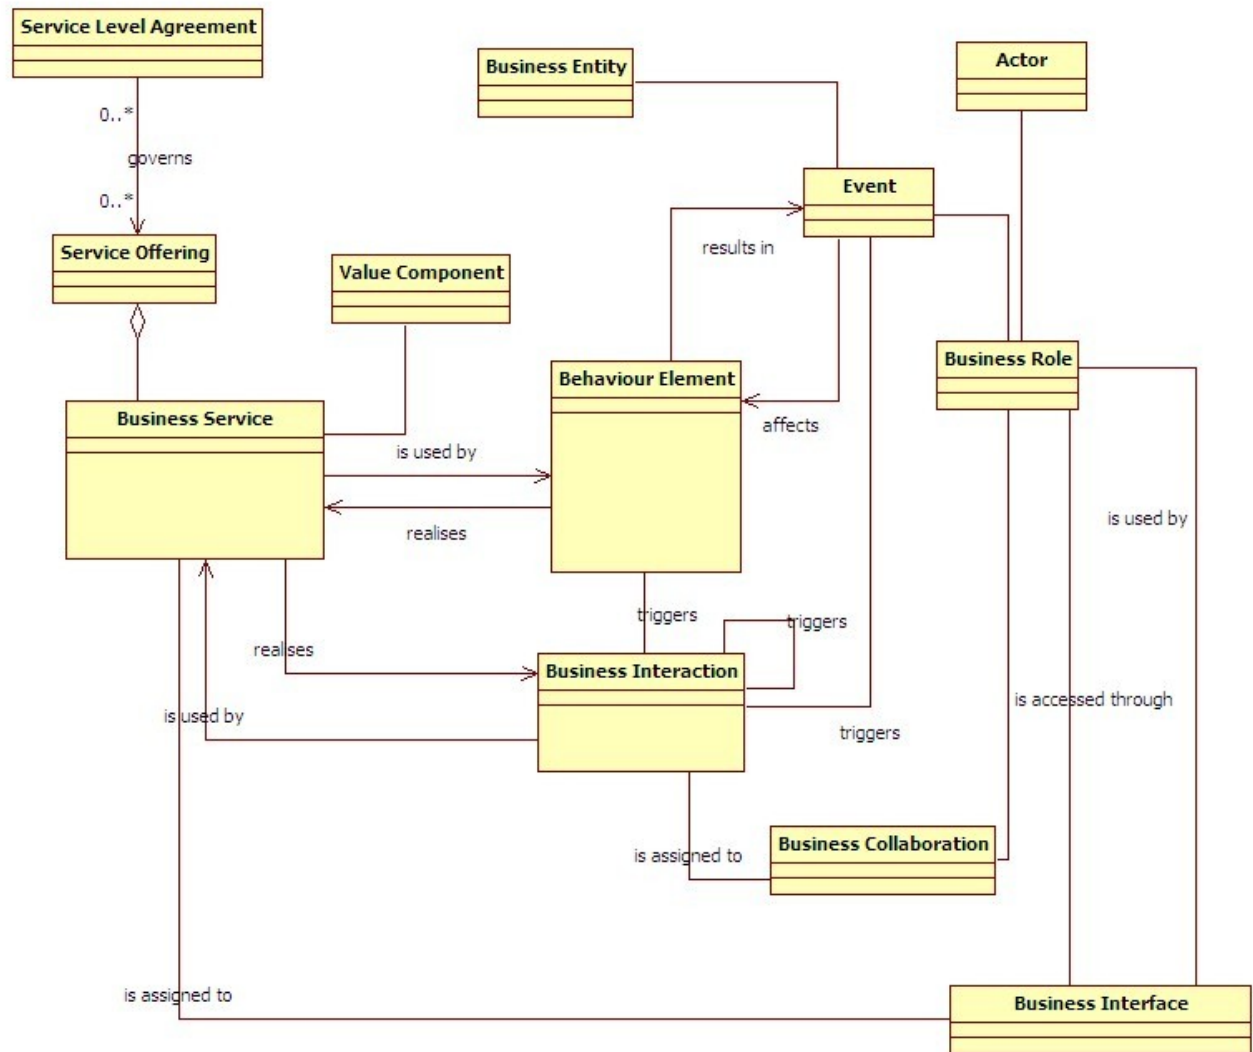 Service Level Agreement
Business Entity
Actor
0..*
governs
0..*
Event
Service Offering
results in
Value Component
Business Role
Behaviour Element
Business Service
affects
is used by
is used by
realises
triggers
triggers
realises
Business Interaction
is accessed through
is used by
triggers
Business Collaboration
is assigned to
is assigned to
Business Interface